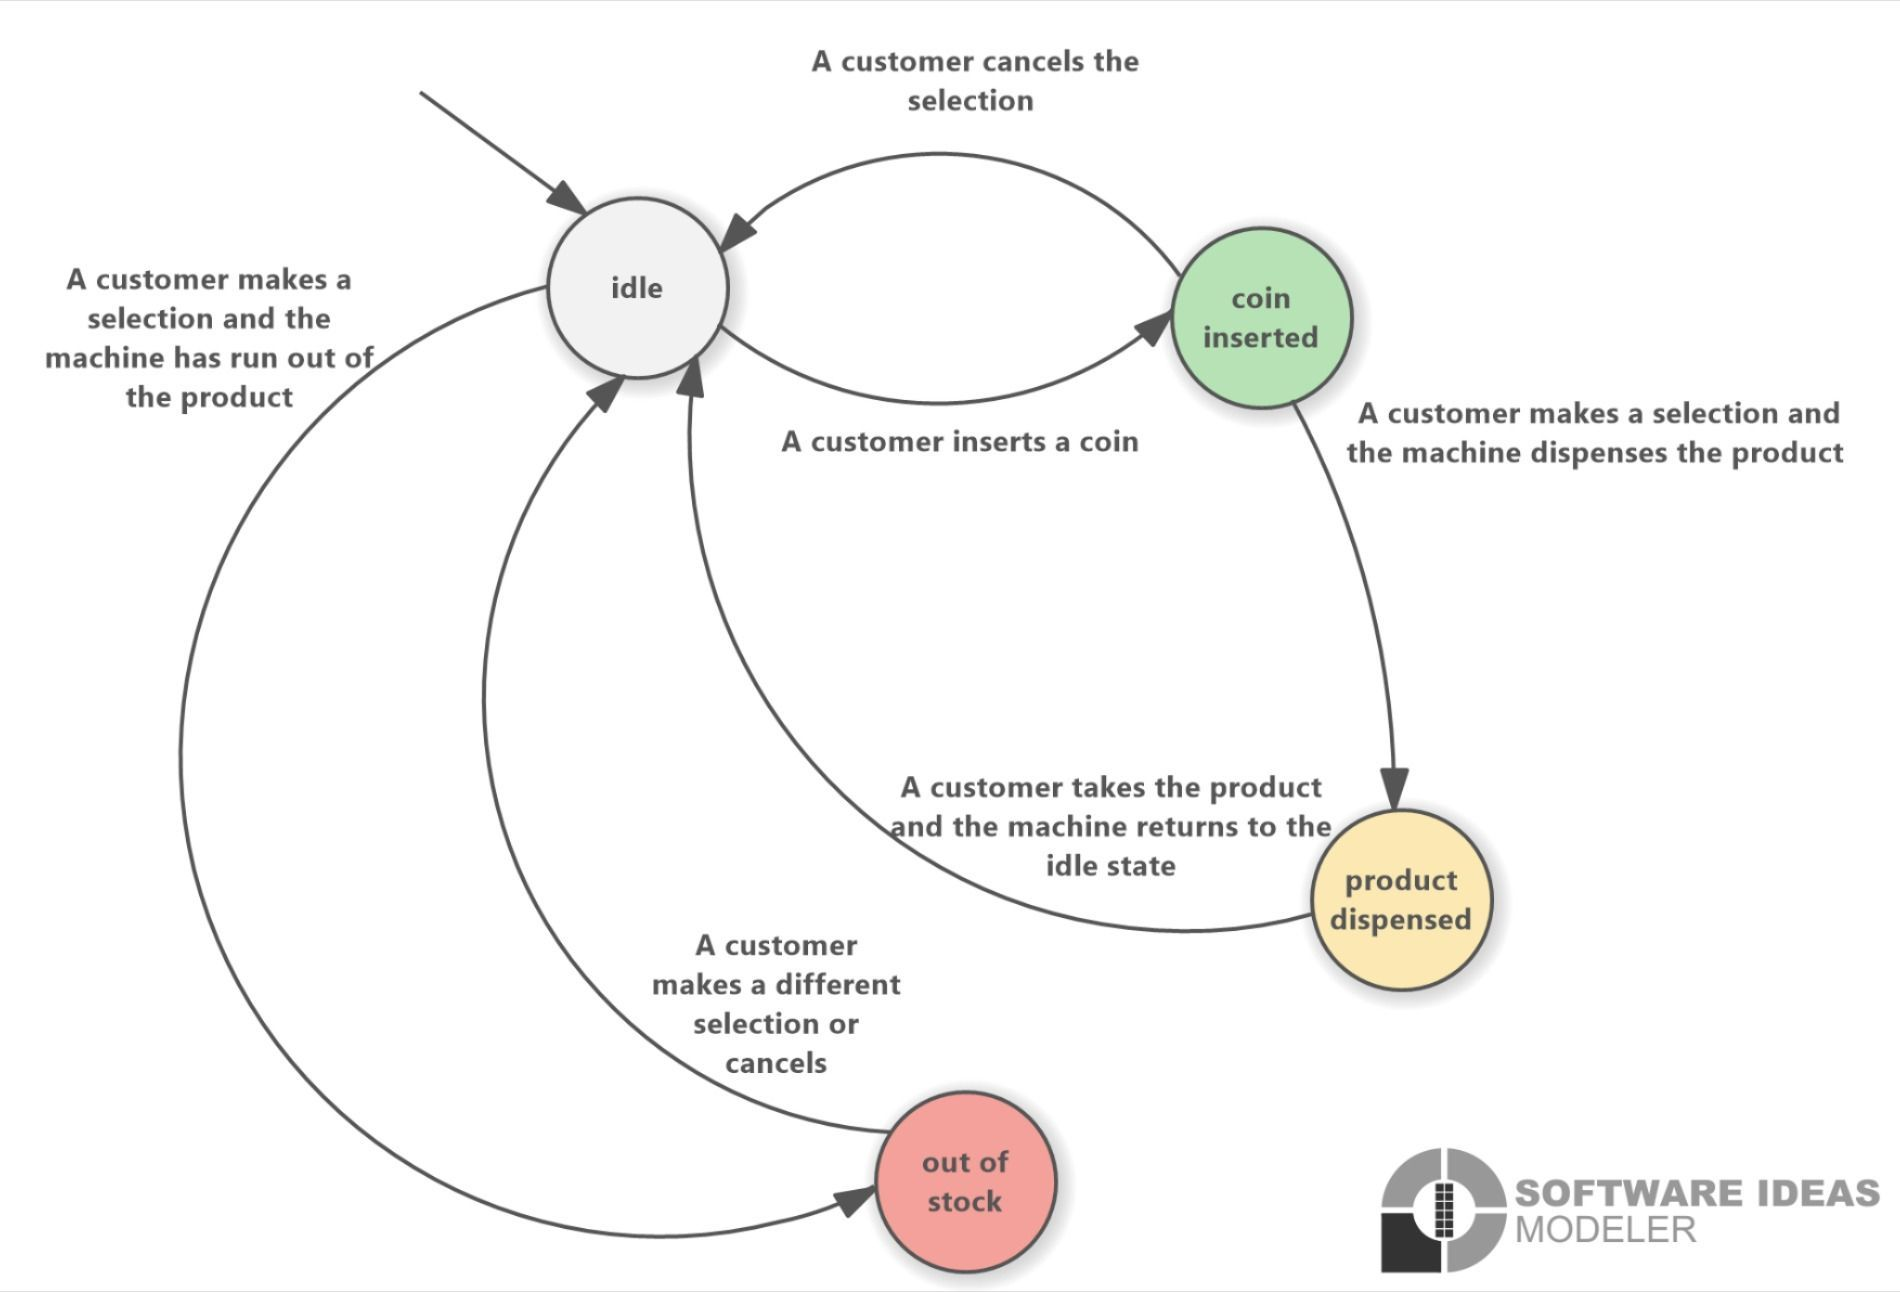 A customer cancels the
selection
idle
coin
inserted
A customer makes a
selection and the
machine has run out of
the product
A customer inserts a coin
A customer makes a selection and
the machine dispenses the product
A customer takes the product
and the machine returns to the
idle state
product
dispensed
A customer
makes a different
selection or
cancels
out of
stock
SOFTWARE IDEAS
MODELER